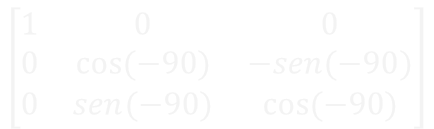 1 0 0
0 cos(−90) −sen(−90)
0 sen(−90) cos(−90)